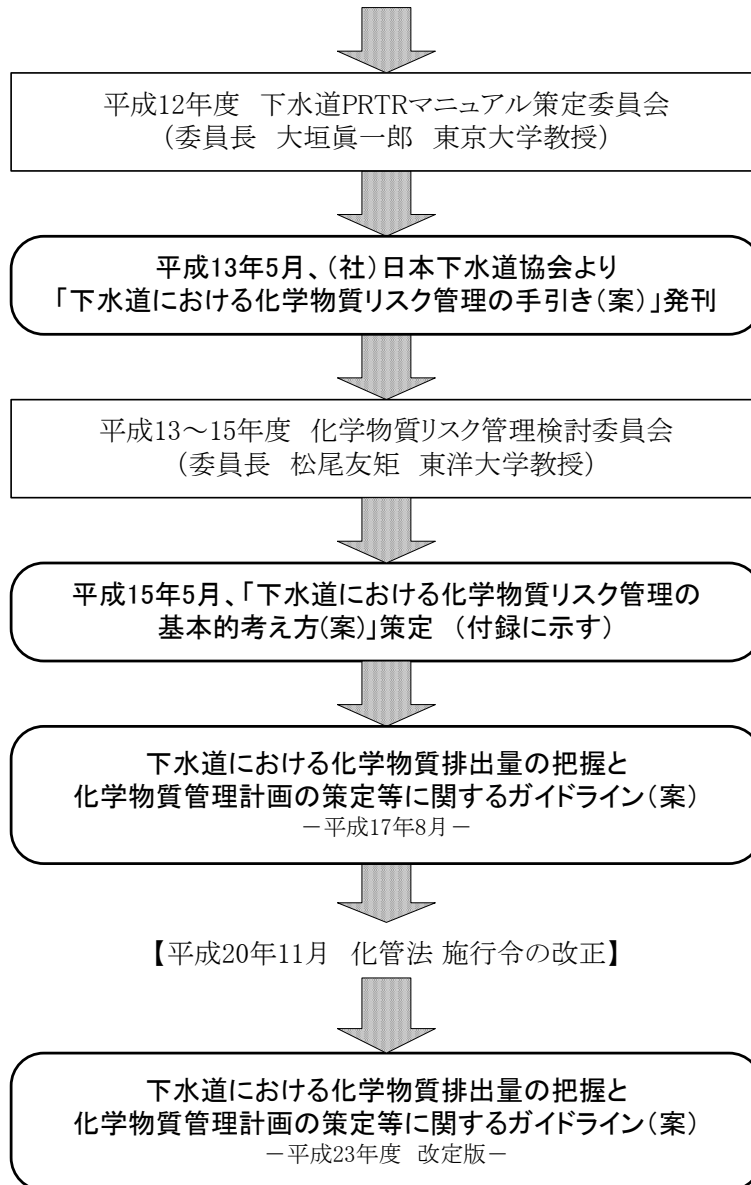 平成12年度　下水道PRTRマニュアル策定委員会
（委員長　大垣眞一郎　東京大学教授）
平成13年5月、（社）日本下水道協会より
「下水道における化学物質リスク管理の手引き（案）」発刊
平成13～15年度　化学物質リスク管理検討委員会
（委員長　松尾友矩　東洋大学教授）
平成15年5月、「下水道における化学物質リスク管理の
基本的考え方（案）」策定　（付録に示す）
下水道における化学物質排出量の把握と
化学物質管理計画の策定等に関するガイドライン（案）
－平成17年8月－
【平成20年11月　化管法 施行令の改正】
下水道における化学物質排出量の把握と
化学物質管理計画の策定等に関するガイドライン（案）
－平成23年度　改定版－